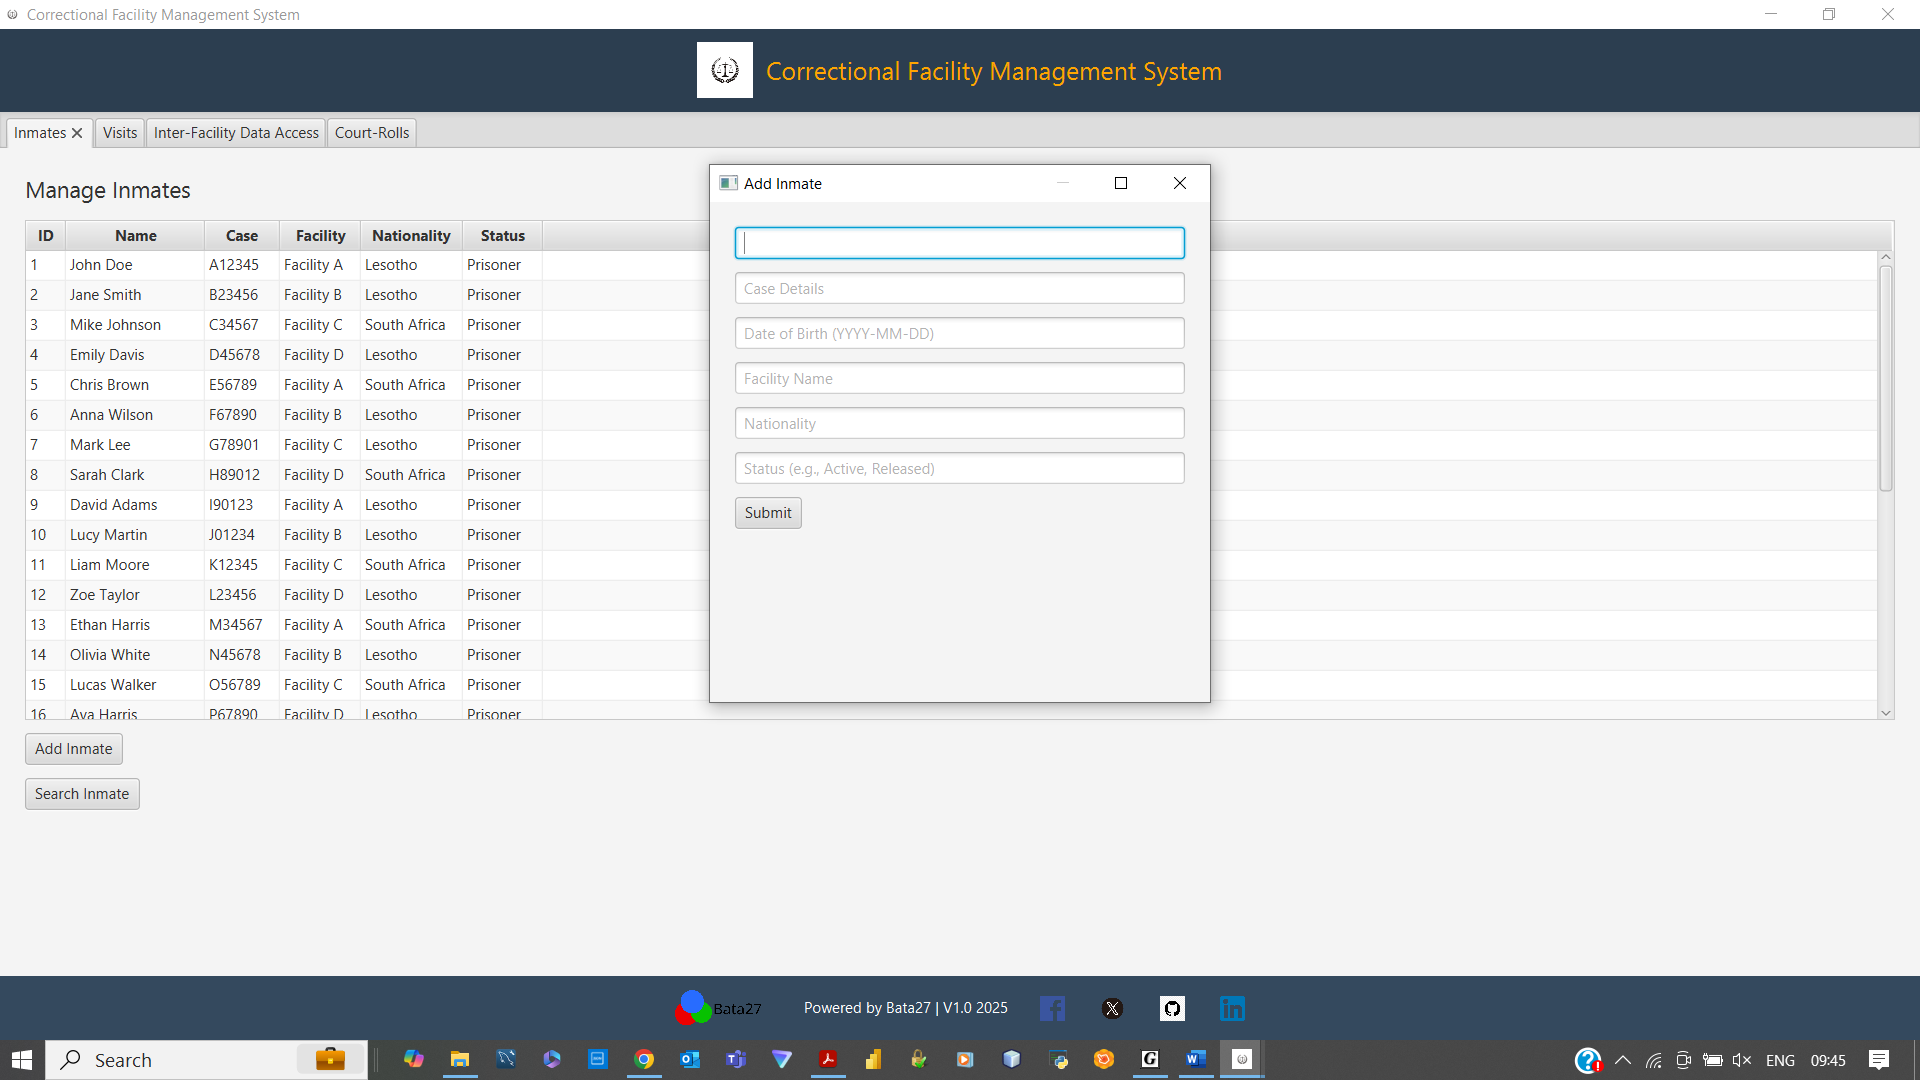 Correctional Facility Management System
Correctional Facility Management System
Inmates Visits Inter-Facility Data Access Court-Rolls
Manage Inmates
ID Name Case Facility Nationality Status
1 John Doe A12345 Facility A Lesotho Prisoner
2 Jane Smith B23456 Facility B Lesotho Prisoner
3 Mike Johnson C34567 Facility C South Africa Prisoner
4 Emily Davis D45678 Facility D Lesotho Prisoner
5 Chris Brown E56789 Facility A South Africa Prisoner
6 Anna Wilson F67890 Facility B Lesotho Prisoner
7 Mark Lee G78901 Facility C Lesotho Prisoner
8 Sarah Clark H89012 Facility D South Africa Prisoner
9 David Adams I90123 Facility A Lesotho Prisoner
10 Lucy Martin J01234 Facility B Lesotho Prisoner
11 Liam Moore K12345 Facility C South Africa Prisoner
12 Zoe Taylor L23456 Facility D Lesotho Prisoner
13 Ethan Harris M34567 Facility A South Africa Prisoner
14 Olivia White N45678 Facility B Lesotho Prisoner
15 Lucas Walker O56789 Facility C South Africa Prisoner
16 Ava Harris P67890 Facility D Lesotho Prisoner
Add Inmate
Search Inmate
Add Inmate
Case Details
Date of Birth (YYYY-MM-DD)
Facility Name
Nationality
Status (e.g., Active, Released)
Submit
Bata27 Powered by Bata27 | V1.0 2025
Search
ENG 09:45